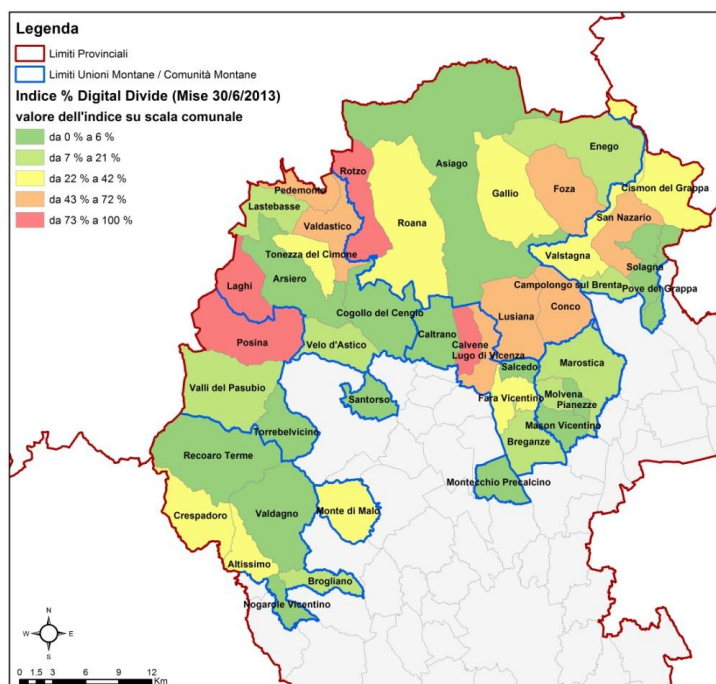 Legenda
Limiti Provinciali
Limiti Unioni Montane / Comunità Montane
Indice % Digital Divide (Mise 30/6/2013)
valore dell'indice su scala comunale
da 0 % a 6 %
da 7 % a 21 %
da 22 % a 42 %
da 43 % a 72 %
da 73 % a 100 %
Enego
Rotzo
Asiago
Pedemonte
Gallio
Foza
Cismon del Grappa
Lastebasse
Roana
San Nazario
Valdastico
Tonezza del Cimone
Valstagna
Solagna
Arsiero
Laghi
Campolongo sul Brenta
Pove del Grappa
Cogollo del Cengio
Conco
Lusiana
Caltrano
Posina
Velo d'Astico
Calvene
Lugo di Vicenza
Marostica
Salcedo
Valli del Pasubio
Santorso
Fara Vicentino
Molvena
Pianezze
Mason Vicentino
Torrebelvicino
Breganze
Recoaro Terme
Montecchio Precalcino
Valdagno
Monte di Malo
Crespadoro
Altissimo
Brogliano
Nogarole Vicentino
N
W E
S
0 1.5 3 6 9 12
Km